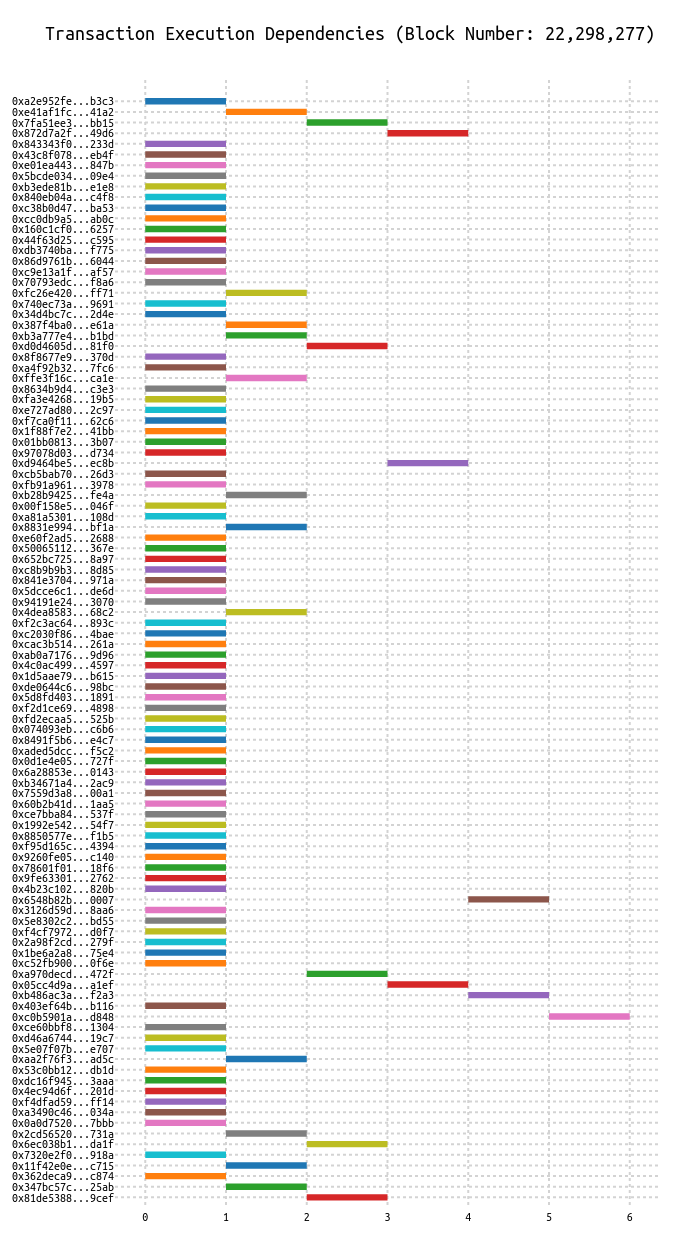 Transaction Execution Dependencies (Block Number: 22,298,277)
0xa2e952fe...b3c3
0xe41af1fc...41a2
0x7fa51ee3...bb15
0x872d7a2f...49d6
0x843343f0...233d
0x43c8f078...eb4f
0xe01ea443...847b
0x5bcde034...09e4
0xb3ede81b...e1e8
0x840eb04a...c4f8
0xc38b0d47...ba53
0xcc0db9a5...ab0c
0x160c1cf0...6257
0x44f63d25...c595
0xdb3740ba...f775
0x86d9761b...6044
0xc9e13a1f...af57
0x70793edc...f8a6
0xfc26e420...ff71
0x740ec73a...9691
0x34d4bc7c...2d4e
0x387f4ba0...e61a
0xb3a777e4...b1bd
0xd0d4605d...81f0
0x8f8677e9...370d
0xa4f92b32...7fc6
0xffe3f16c...ca1e
0x8634b9d4...c3e3
0xfa3e4268...19b5
0xe727ad80...2c97
0xf7ca0f11...62c6
0x1f88f7e2...41bb
0x01bb0813...3b07
0x97078d03...d734
0xd9464be5...ec8b
0xcb5bab70...26d3
0xfb91a961...3978
0xb28b9425...fe4a
0x00f158e5...046f
0xa81a5301...108d
0x8831e994...bf1a
0xe60f2ad5...2688
0x50065112...367e
0x652bc725...8a97
0xc8b9b9b3...8d85
0x841e3704...971a
0x5dcce6c1...de6d
0x94191e24...3070
0x4dea8583...68c2
0xf2c3ac64...893c
0xc2030f86...4bae
0xcac3b514...261a
0xab0a7176...9d96
0x4c0ac499...4597
0x1d5aae79...b615
0xde0644c6...98bc
0x5d8fd403...1891
0xf2d1ce69...4898
0xfd2ecaa5...525b
0x074093eb...c6b6
0x8491f5b6...e4c7
0xaded5dcc...f5c2
0x0d1e4e05...727f
0x6a28853e...0143
0xb34671a4...2ac9
0x7559d3a8...00a1
0x60b2b41d...1aa5
0xce7bba84...537f
0x1992e542...54f7
0x8850577e...f1b5
0xf95d165c...4394
0x9260fe05...c140
0x78601f01...18f6
0x9fe63301...2762
0x4b23c102...820b
0x6548b82b...0007
0x3126d59d...8aa6
0x5e8302c2...bd55
0xf4cf7972...d0f7
0x2a98f2cd...279f
0x1be6a2a8...75e4
0xc52fb900...0f6e
0xa970decd...472f
0x05cc4d9a...a1ef
0xb486ac3a...f2a3
0x403ef64b...b116
0xc0b5901a...d848
0xce60bbf8...1304
0xd46a6744...19c7
0x5e07f07b...e707
0xaa2f76f3...ad5c
0x53c0bb12...db1d
0xdc16f945...3aaa
0x4ec94d6f...201d
0xf4dfad59...ff14
0xa3490c46...034a
0x0a0d7520...7bbb
0x2cd56520...731a
0x6ec038b1...da1f
0x7320e2f0...918a
0x11f42e0e...c715
0x362deca9...c874
0x347bc57c...25ab
0x81de5388...9cef
0 1 2 3 4 5 6